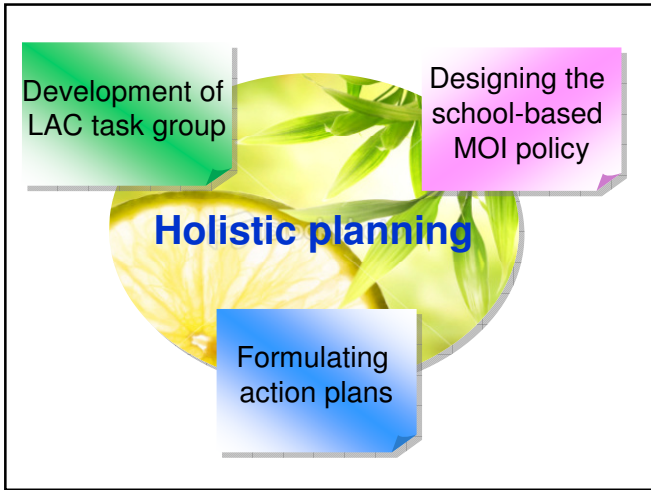 Development of
LAC task group
Designing the
school-based
MOI policy
Holistic planning
Formulating
action plans